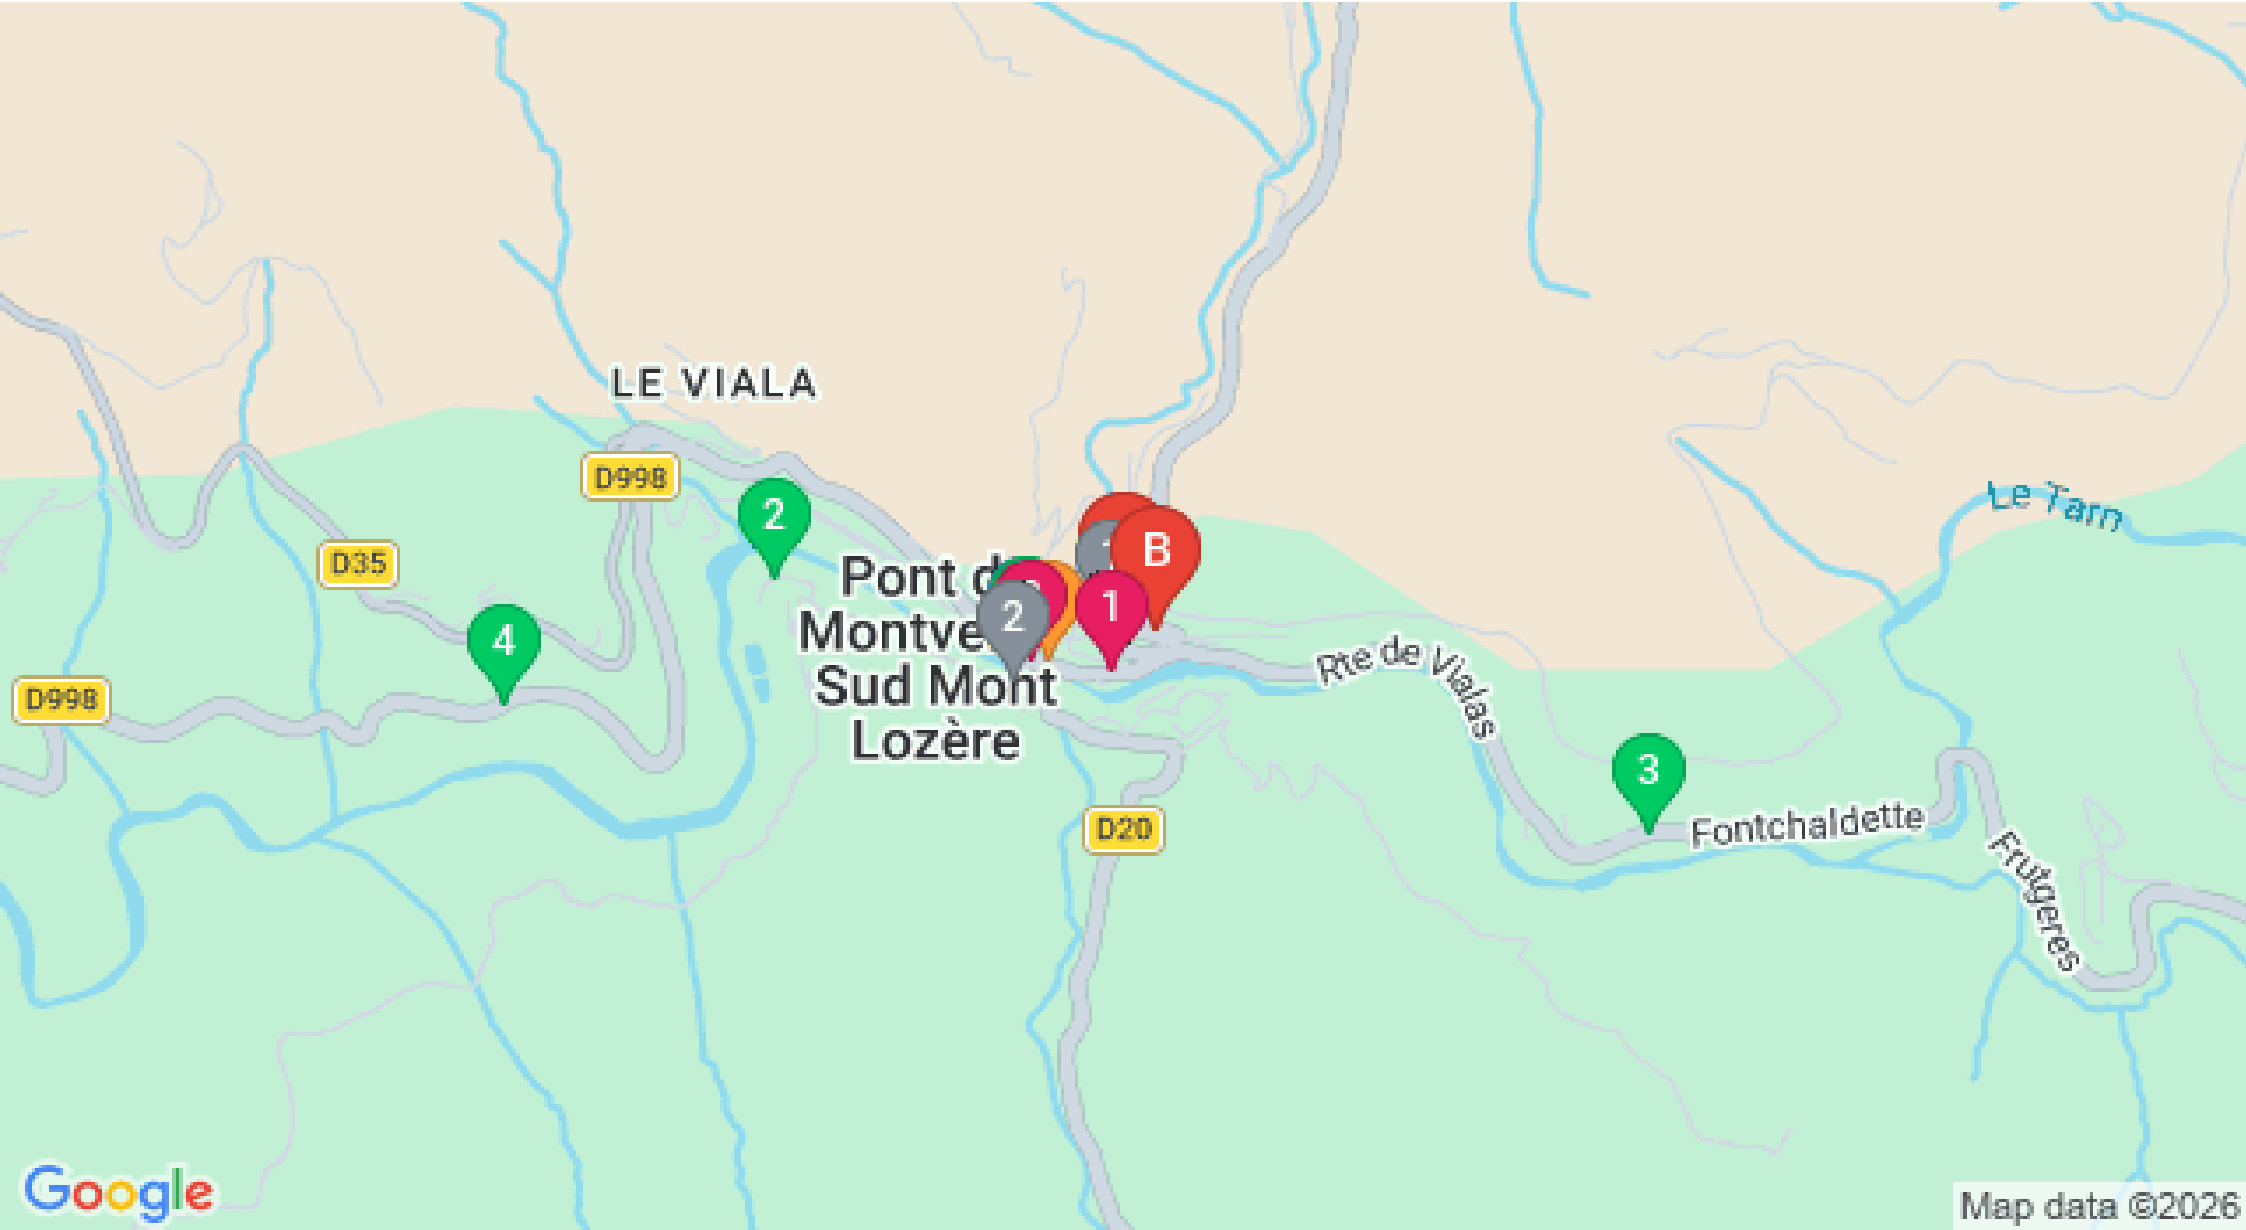 LE VIALA
D998
Le Tarn
2
D35
B
Pont d
1
4
2
Montve
Rte de Vialas
D998
Sud Mont
Lozère
3
D20
Fontchaldette
Fruigeres
Google
Map data ©2026